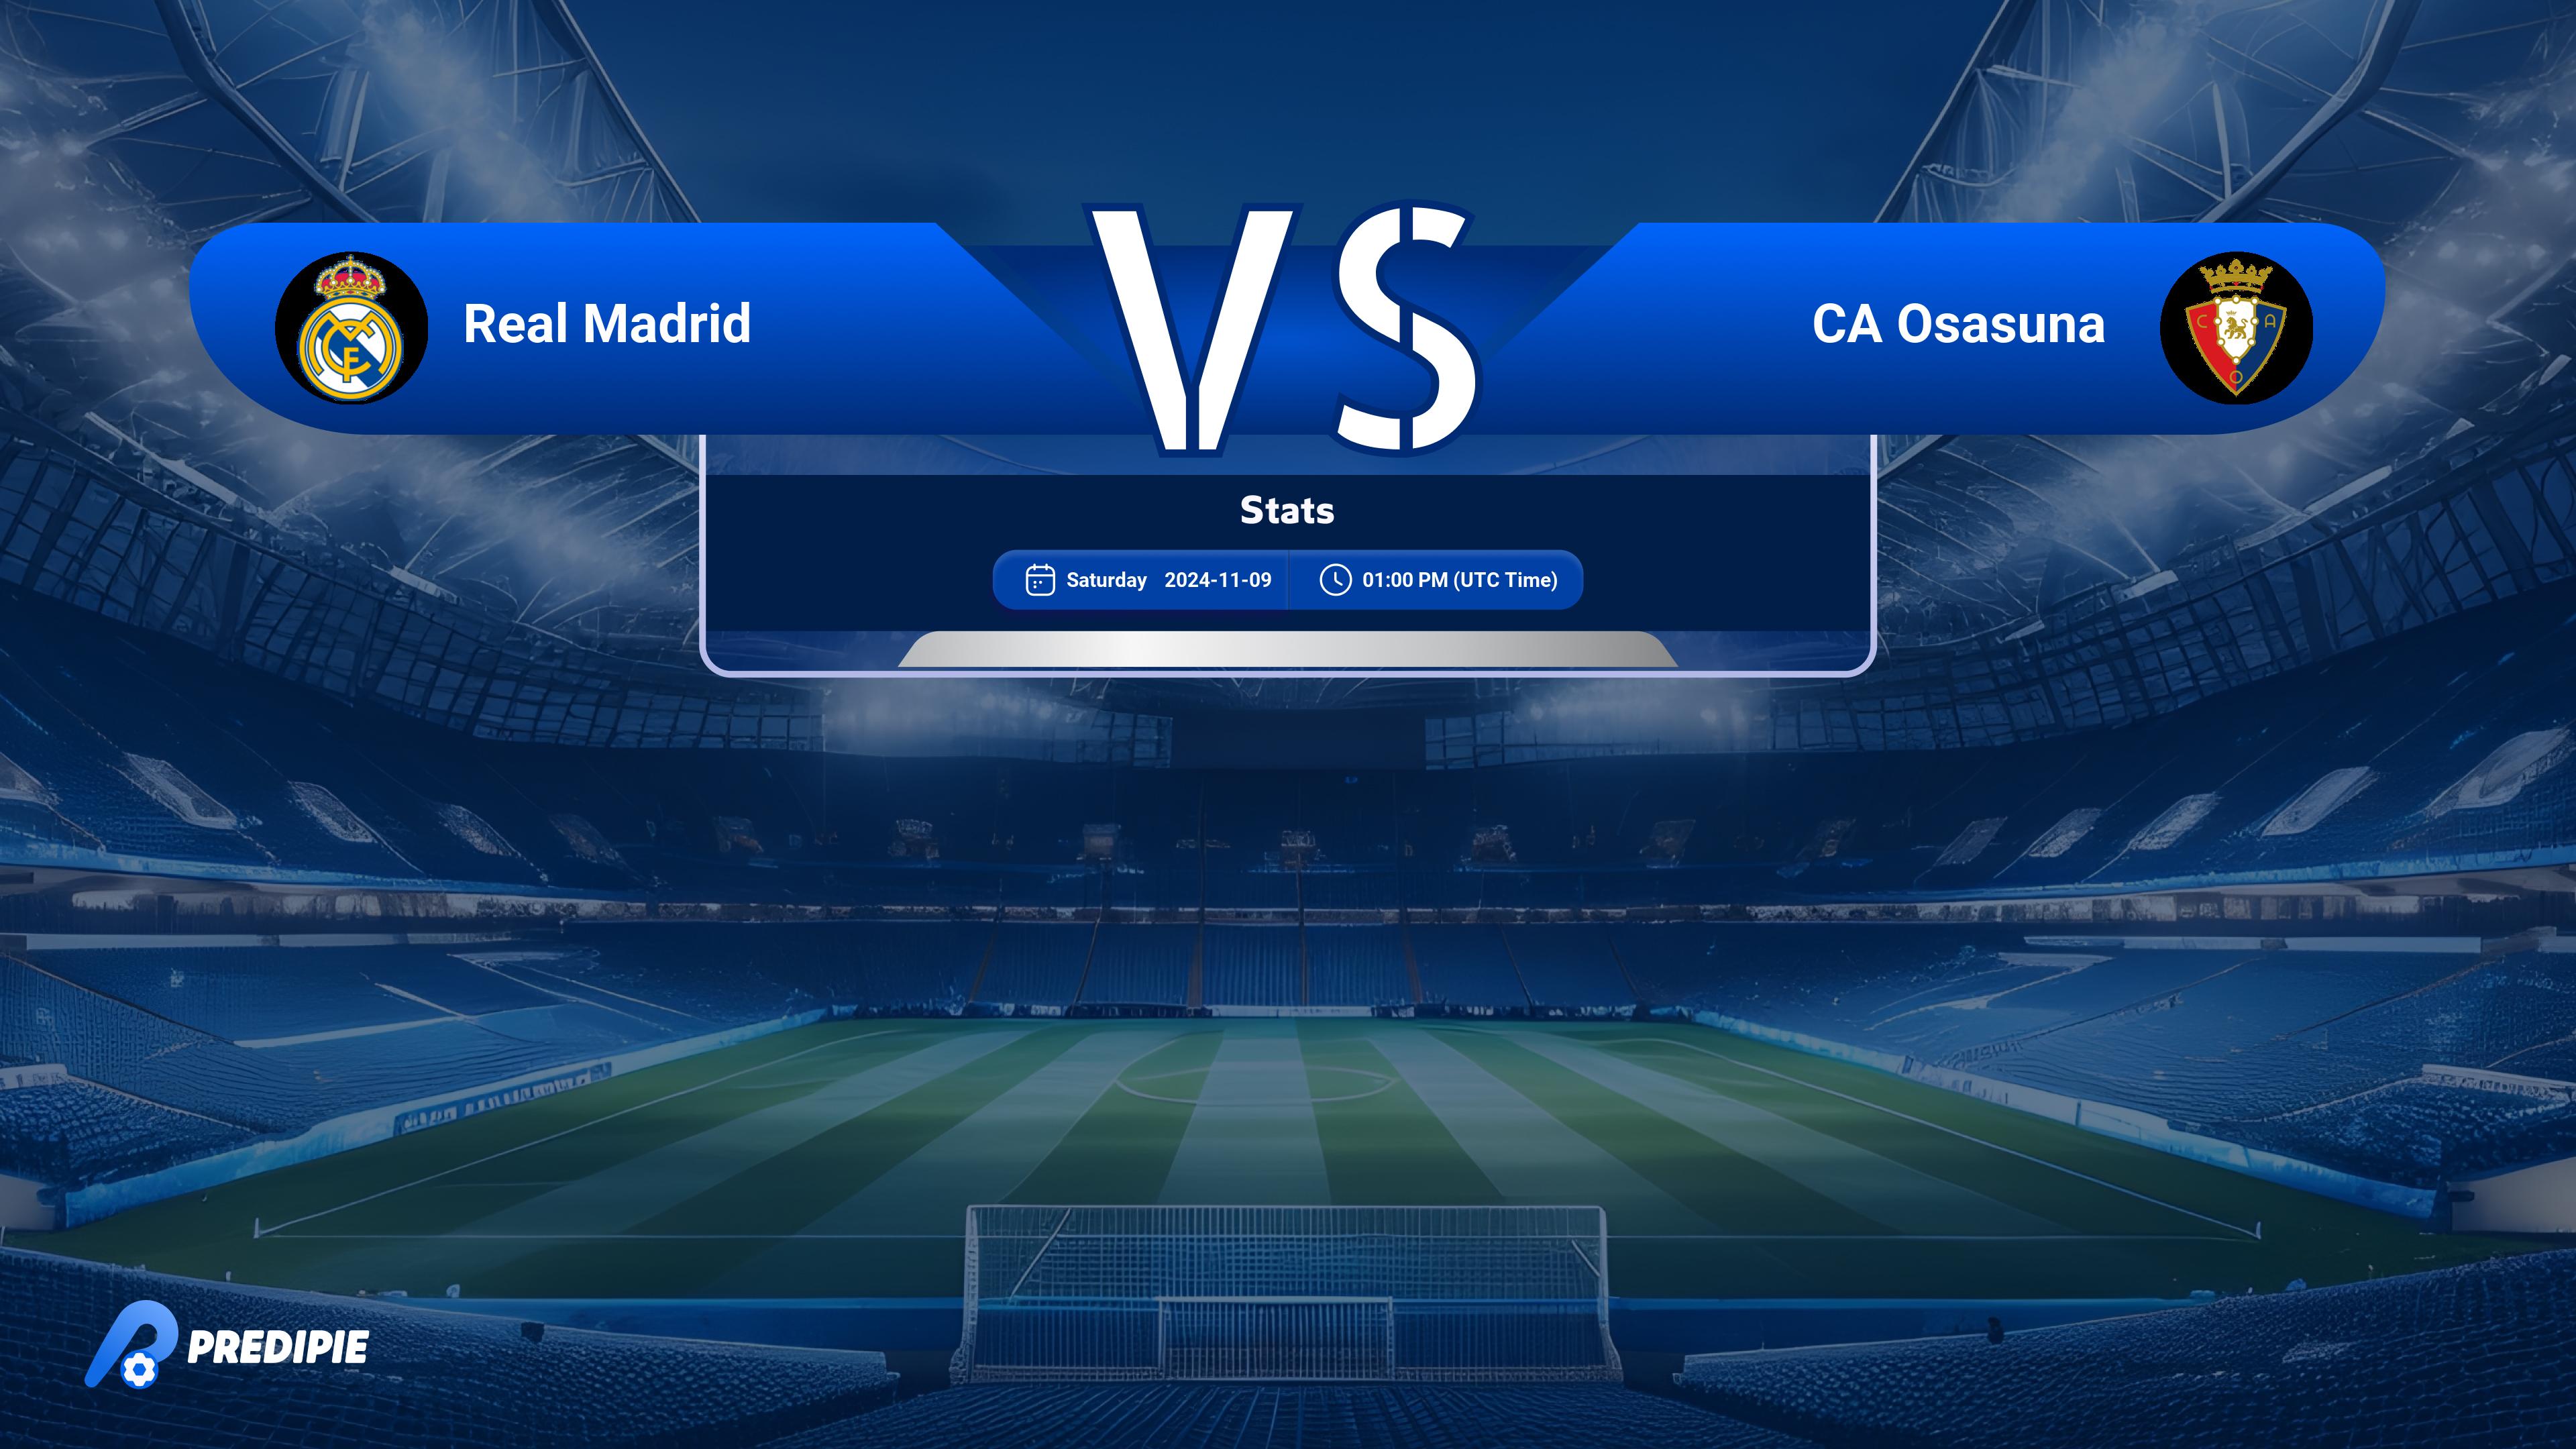 VS
Real Madrid
CA Osasuna
Stats
Saturday 2024-11-09
01:00 PM (UTC Time)
PREDIPIE